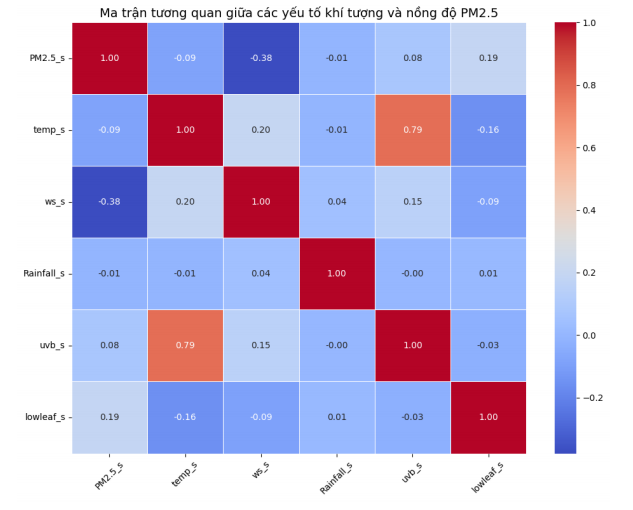 Ma trận tương quan giữa các yếu tố khí tượng và nồng độ PM2.5
PM2.5_s 1.00 -0.09 -0.38 -0.01 0.08 0.19
temp_s -0.09 1.00 0.20 -0.01 0.79 -0.16
ws_s -0.38 0.20 1.00 0.04 0.15 -0.09
Rainfall_s -0.01 -0.01 0.04 1.00 -0.00 0.01
uvb_s 0.08 0.79 0.15 -0.00 1.00 -0.03
lowleaf_s 0.19 -0.16 -0.09 0.01 -0.03 1.00
PM2.5_s temp_s ws_s Rainfall_s uvb_s lowleaf_s
1.0
0.8
0.6
0.4
0.2
0.0
−0.2